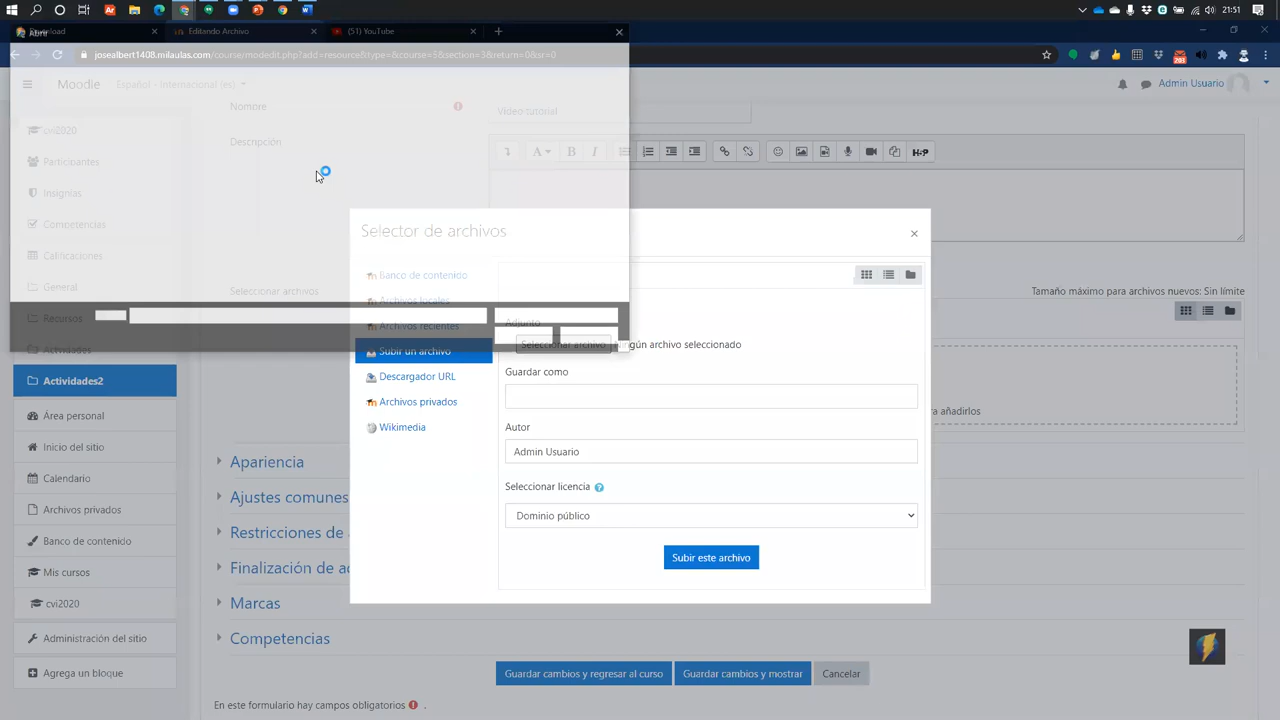 21:51
Download
Editando Archivo
(51) YouTube
Abrir
josealbert1408.milaulas.com/course/modedit.php?add=resource&type=&course=5&section=3&return=0&sr=0
283
Moodle
Español - Internacional (es)
Admin Usuario
cvi2020
Participantes
Insignias
Competencias
Calificaciones
General
Recursos
Actividades
Actividades2
Área personal
Inicio del sitio
Calendario
Archivos privados
Banco de contenido
Mis cursos
cvi2020
Administración del sitio
Agrega un bloque
Nombre
Video tutorial
Descripción
A
B
I
H-P
Seleccionar archivos
Tamaño máximo para archivos nuevos: Sin límite
a añadirlos
Selector de archivos
Banco de contenido
Archivos locales
Archivos recientes
Subir un archivo
Descargador URL
Archivos privados
Wikimedia
Adjunto
Seleccionar archivo
Ningún archivo seleccionado
Guardar como
Autor
Admin Usuario
Seleccionar licencia
Dominio público
Subir este archivo
Apariencia
Ajustes comunes
Restricciones de
Finalización de ac
Marcas
Competencias
Guardar cambios y regresar al curso
Guardar cambios y mostrar
Cancelar
En este formulario hay campos obligatorios .